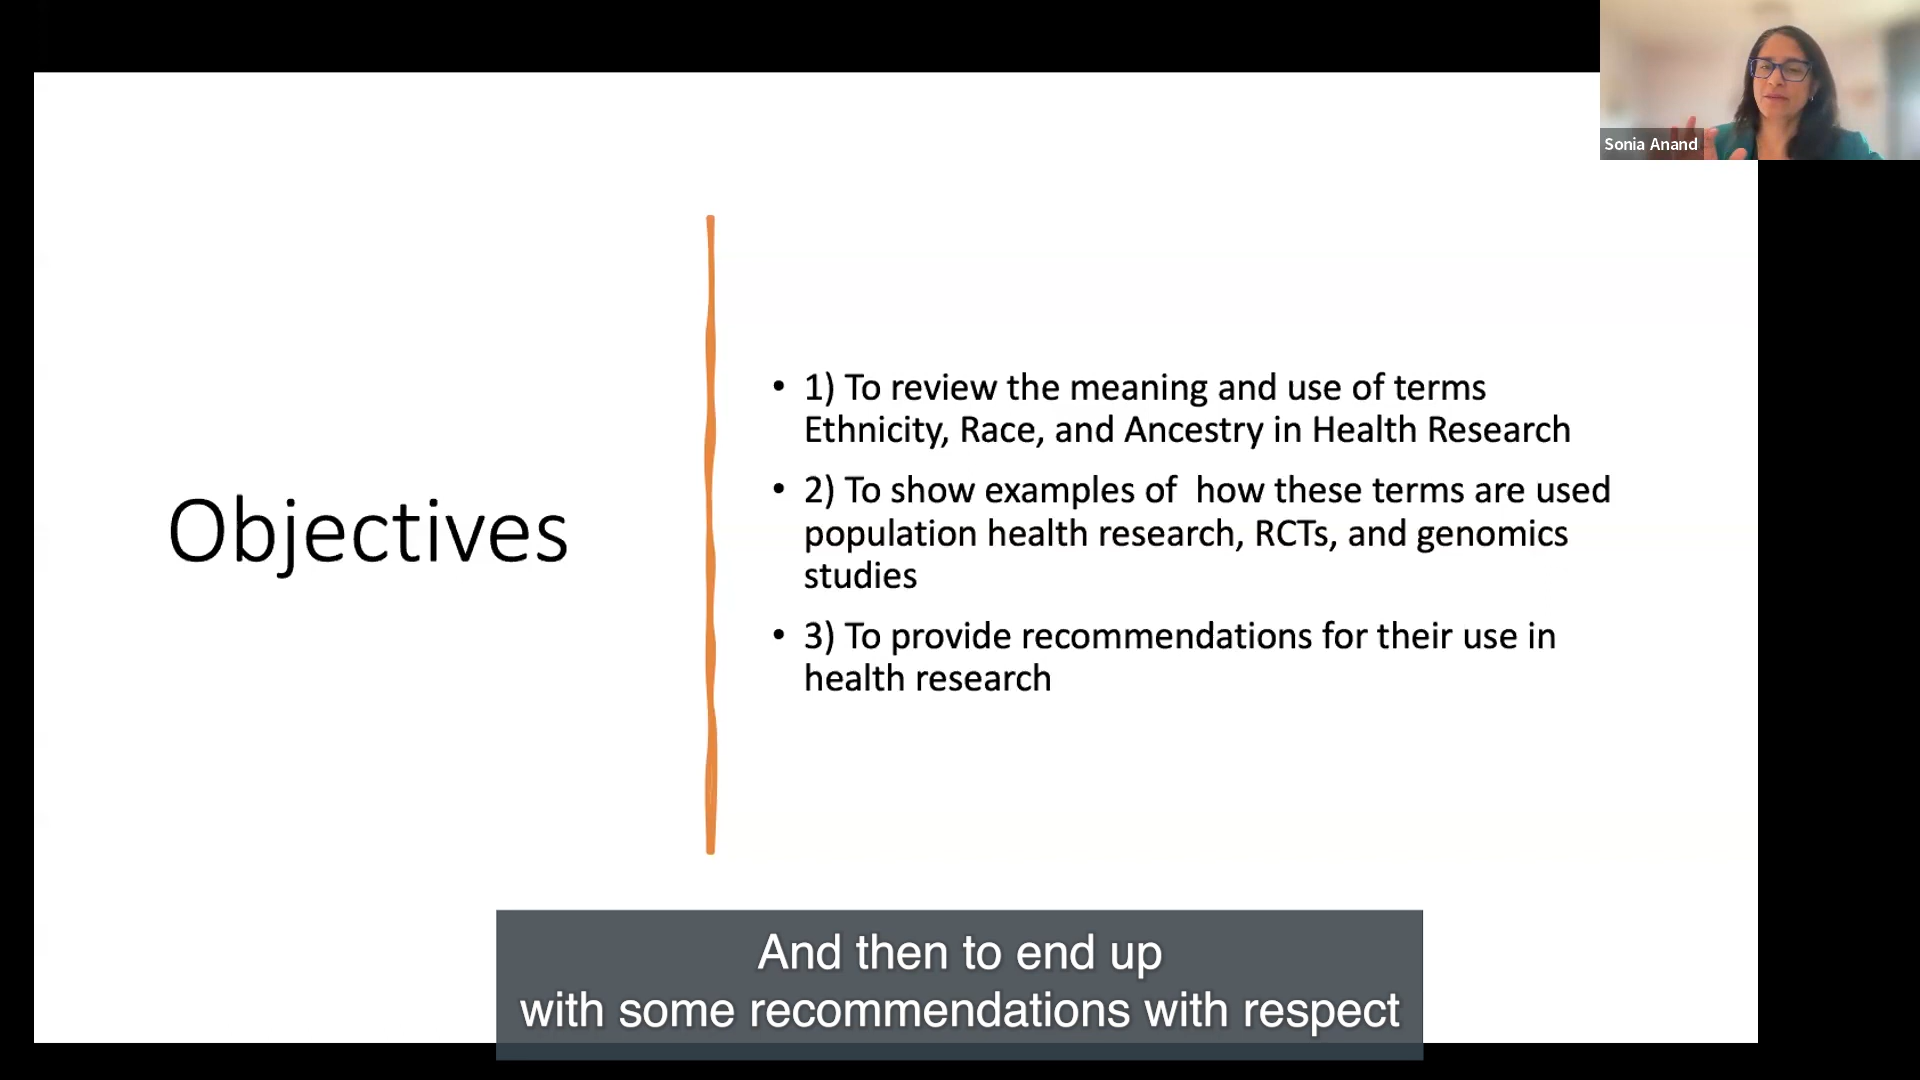 Sonia Anand
Objectives
• 1) To review the meaning and use of terms
Ethnicity, Race, and Ancestry in Health Research
• 2) To show examples of  how these terms are used
population health research, RCTs, and genomics
studies
• 3) To provide recommendations for their use in
health research
And then to end up
with some recommendations with respect